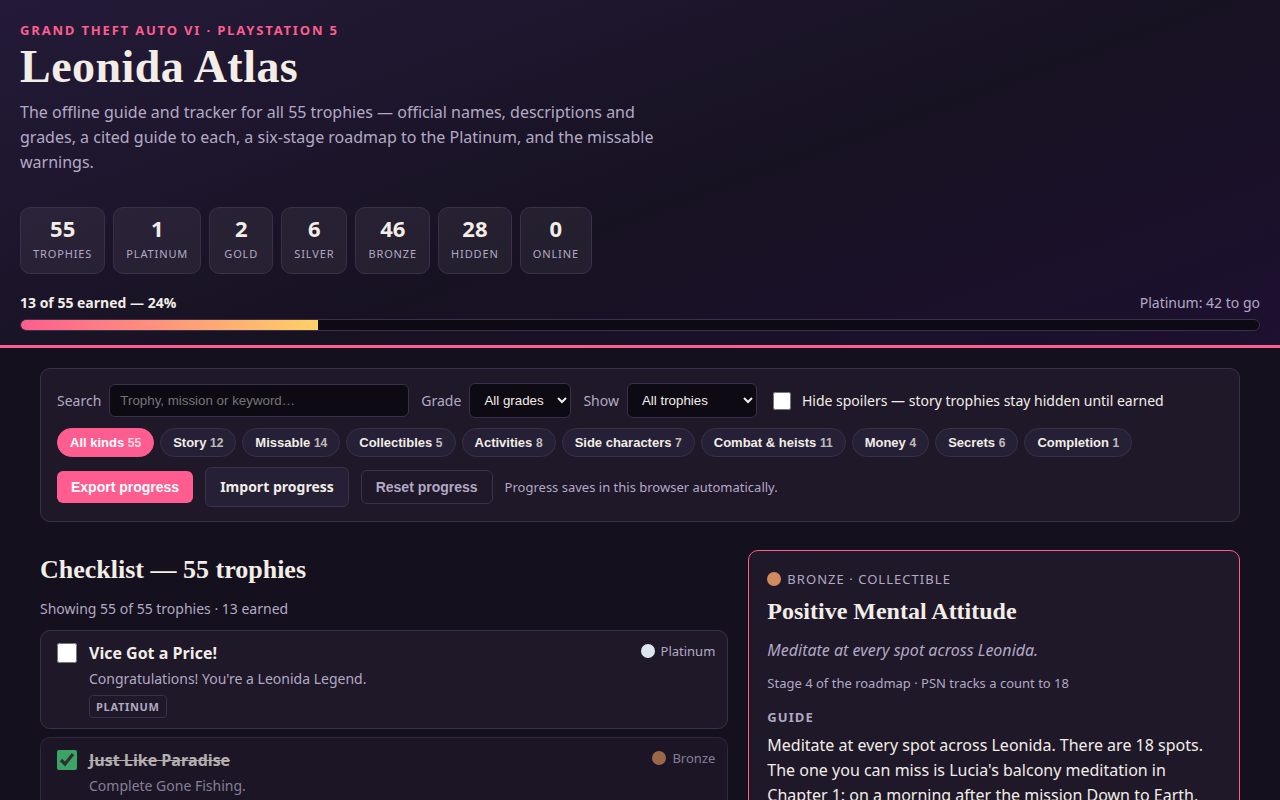 GRAND THEFT AUTO VI · PLAYSTATION 5
Leonida Atlas
The offline guide and tracker for all 55 trophies — official names, descriptions and
grades, a cited guide to each, a six-stage roadmap to the Platinum, and the missable
warnings.
55 TROPHIES
1 PLATINUM
2 GOLD
6 SILVER
46 BRONZE
28 HIDDEN
0 ONLINE
13 of 55 earned — 24%
Platinum: 42 to go
Search Trophy, mission or keyword… Grade All grades Show All trophies Hide spoilers — story trophies stay hidden until earned
All kinds 55 Story 12 Missable 14 Collectibles 5 Activities 8 Side characters 7 Combat & heists 11 Money 4 Secrets 6 Completion 1
Export progress Import progress Reset progress Progress saves in this browser automatically.
Checklist — 55 trophies
Showing 55 of 55 trophies · 13 earned
Vice Got a Price! Platinum
Congratulations! You're a Leonida Legend.
PLATINUM
Just Like Paradise Bronze
Complete Gone Fishing.
BRONZE · COLLECTIBLE
Positive Mental Attitude
Meditate at every spot across Leonida.
Stage 4 of the roadmap · PSN tracks a count to 18
GUIDE
Meditate at every spot across Leonida. There are 18 spots.
The one you can miss is Lucia's balcony meditation in
Chapter 1: on a morning after the mission Down to Earth,